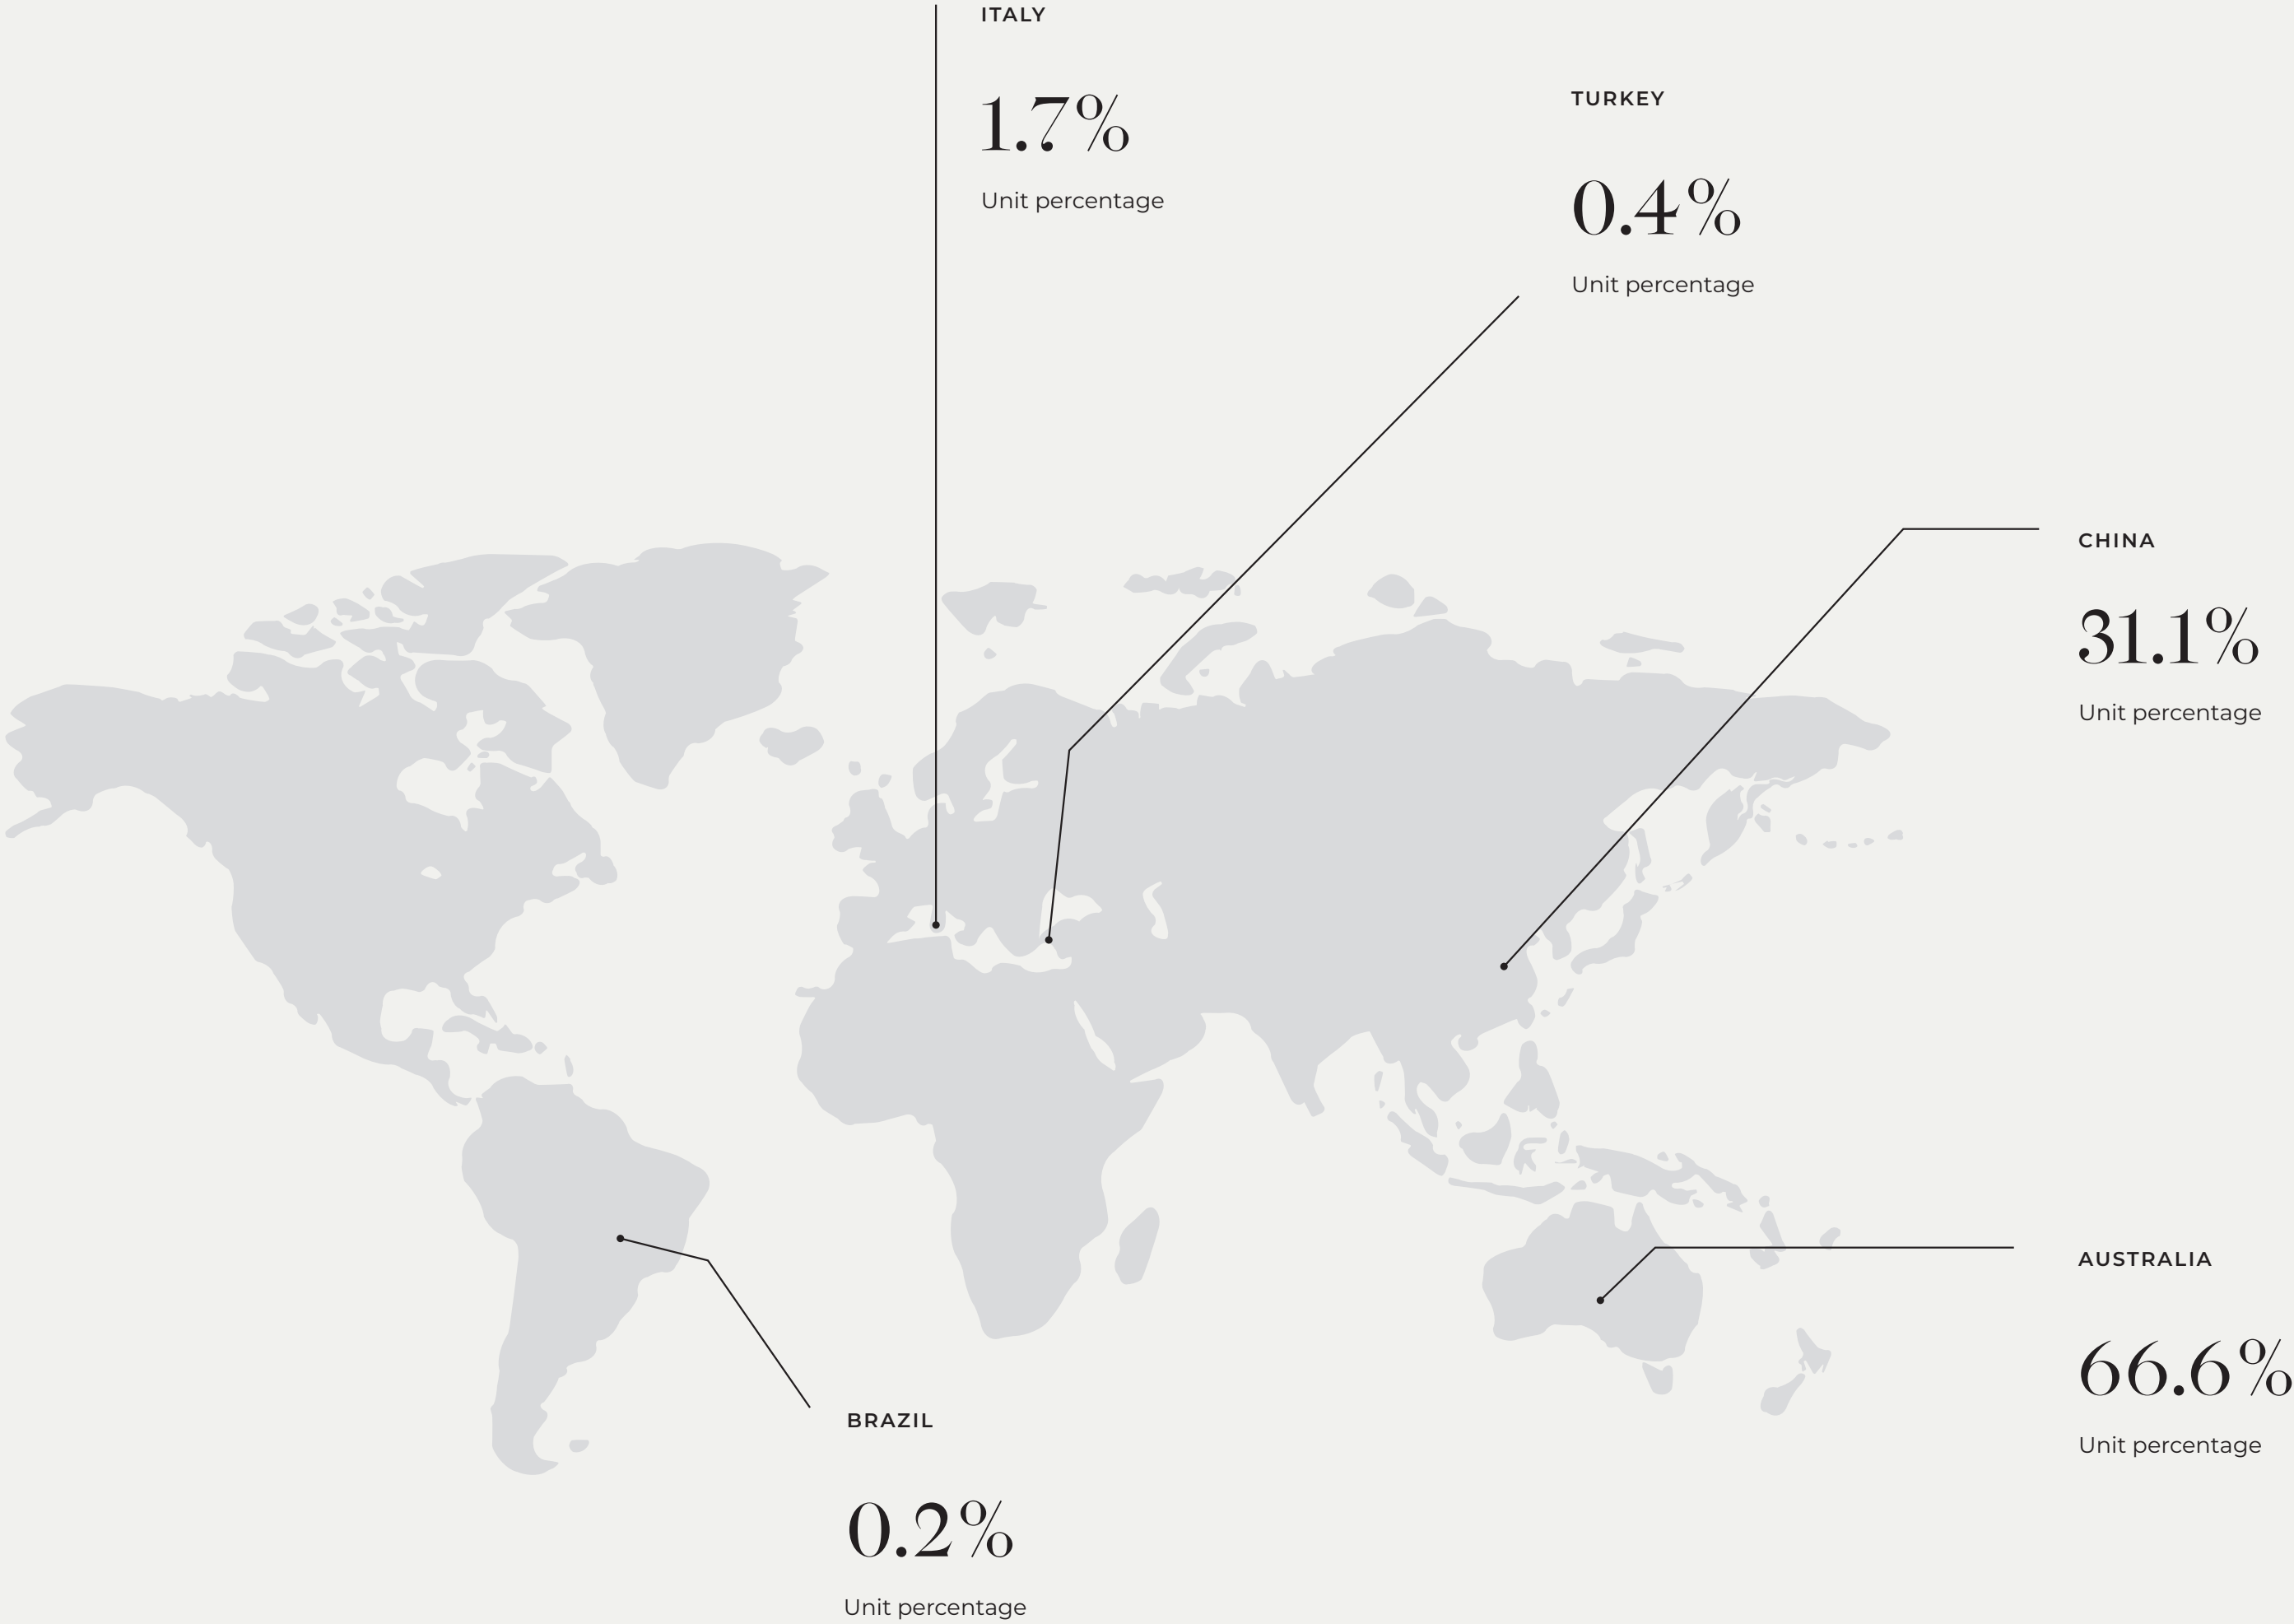 ITALY
1.7%
Unit percentage
TURKEY
0.4%
Unit percentage
CHINA
31.1%
Unit percentage
AUSTRALIA
66.6%
Unit percentage
BRAZIL
0.2%
Unit percentage